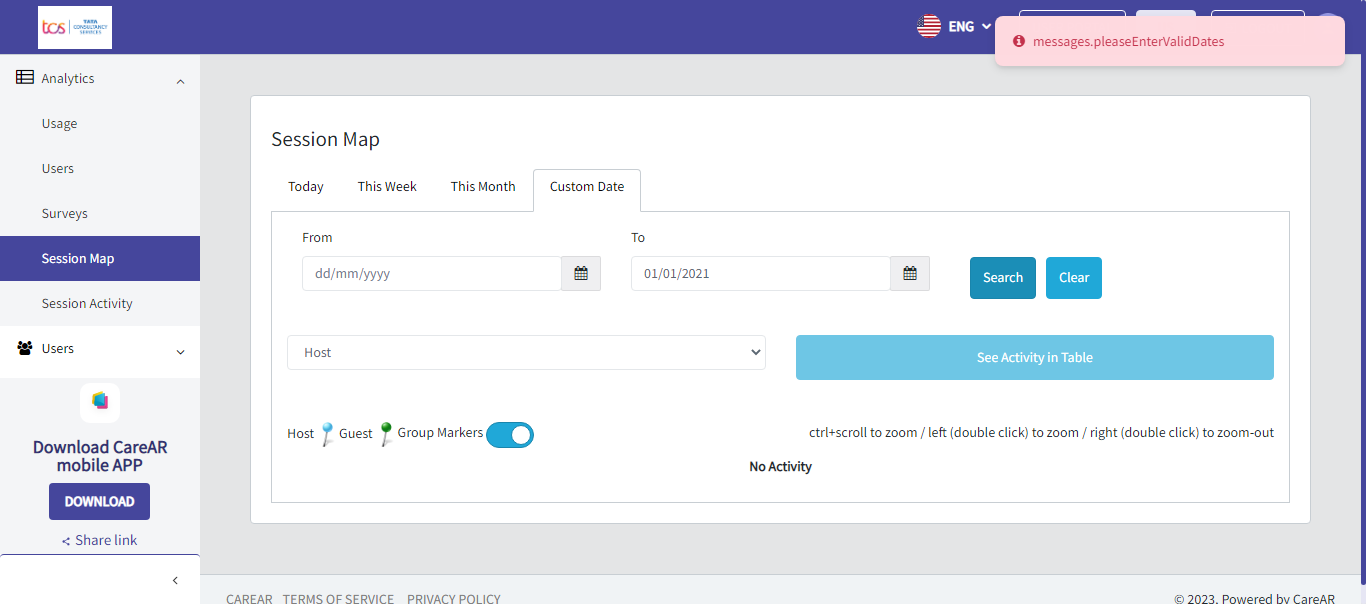 tcs
TATA
CONSULTANCY
SERVICES
ENG
messages.pleaseEnterValidDates
Analytics
Usage
Users
Surveys
Session Map
Session Activity
Users
Download CareAR
mobile APP
DOWNLOAD
Share link
Session Map
Today This Week This Month Custom Date
From To
dd/mm/yyyy 01/01/2021 Search Clear
Host See Activity in Table
Host Guest Group Markers ctrl+scroll to zoom / left (double click) to zoom / right (double click) to zoom-out
No Activity
CAREAR TERMS OF SERVICE PRIVACY POLICY © 2023, Powered by CareAR